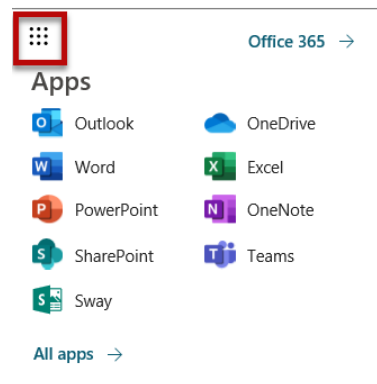 Office 365 →
Apps
Outlook OneDrive
Word Excel
PowerPoint OneNote
SharePoint Teams
Sway
All apps →